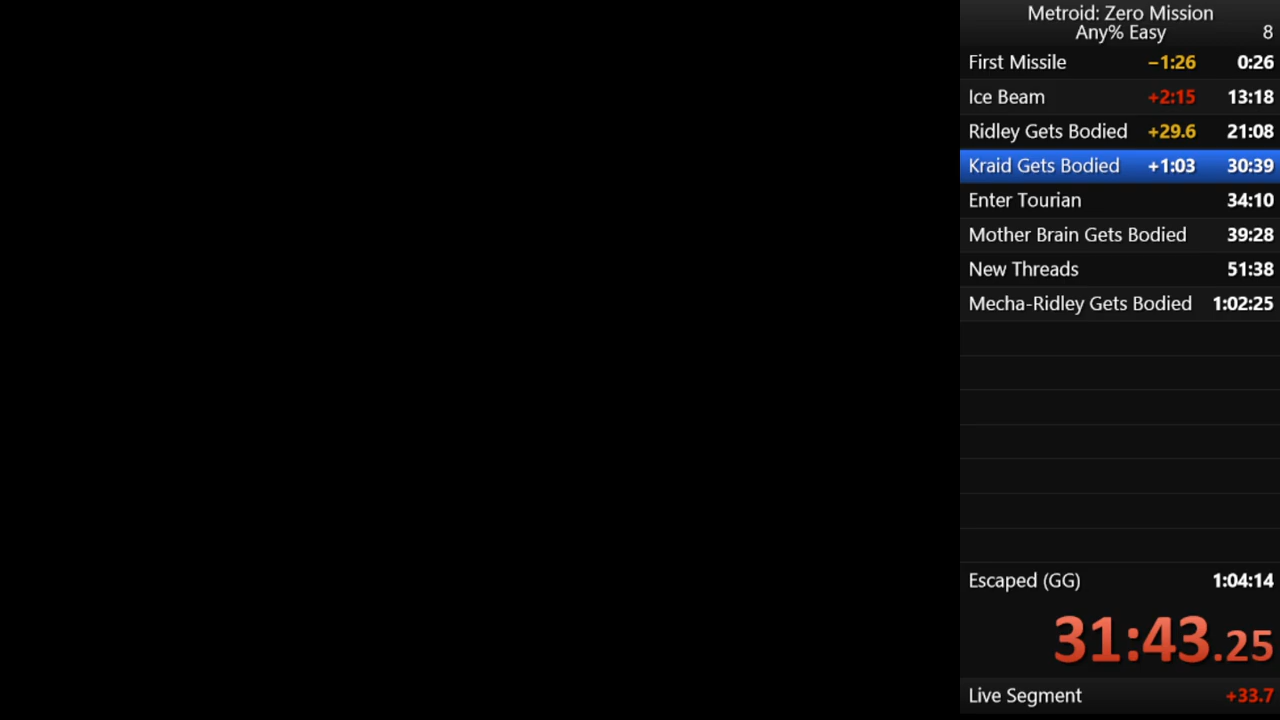 Metroid: Zero Mission
Any% Easy 8
First Missile −1:26 0:26
Ice Beam +2:15 13:18
Ridley Gets Bodied +29.6 21:08
Kraid Gets Bodied +1:03 30:39
Enter Tourian 34:10
Mother Brain Gets Bodied 39:28
New Threads 51:38
Mecha-Ridley Gets Bodied 1:02:25
Escaped (GG) 1:04:14
31:43.25
Live Segment +33.7